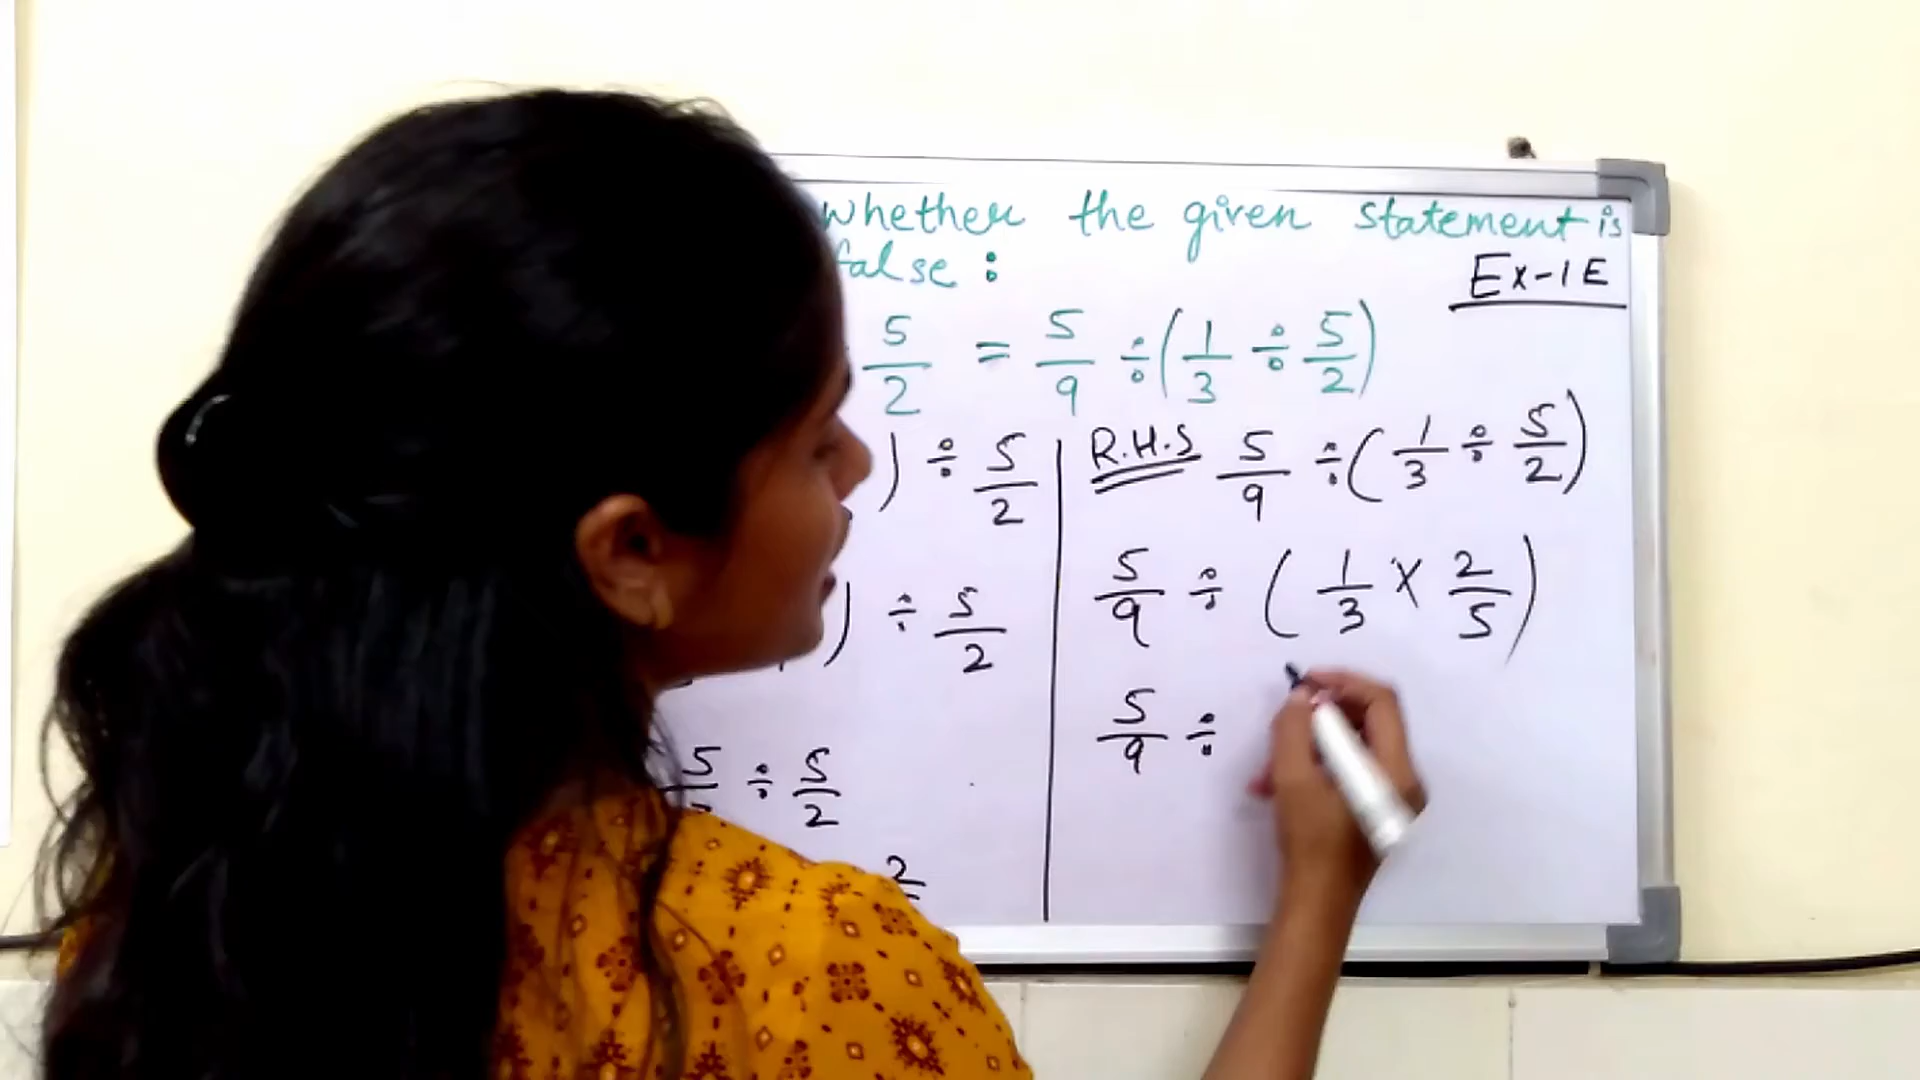 whether the given statement is
false :
Ex-1E
5/2 = 5/9 ÷ (1/3 ÷ 5/2)
) ÷ 5/2
R.H.S 5/9 ÷ (1/3 ÷ 5/2)
) ÷ 5/2
5/9 ÷ (1/3 × 2/5)
5/9 ÷
5 ÷ 5/2
2